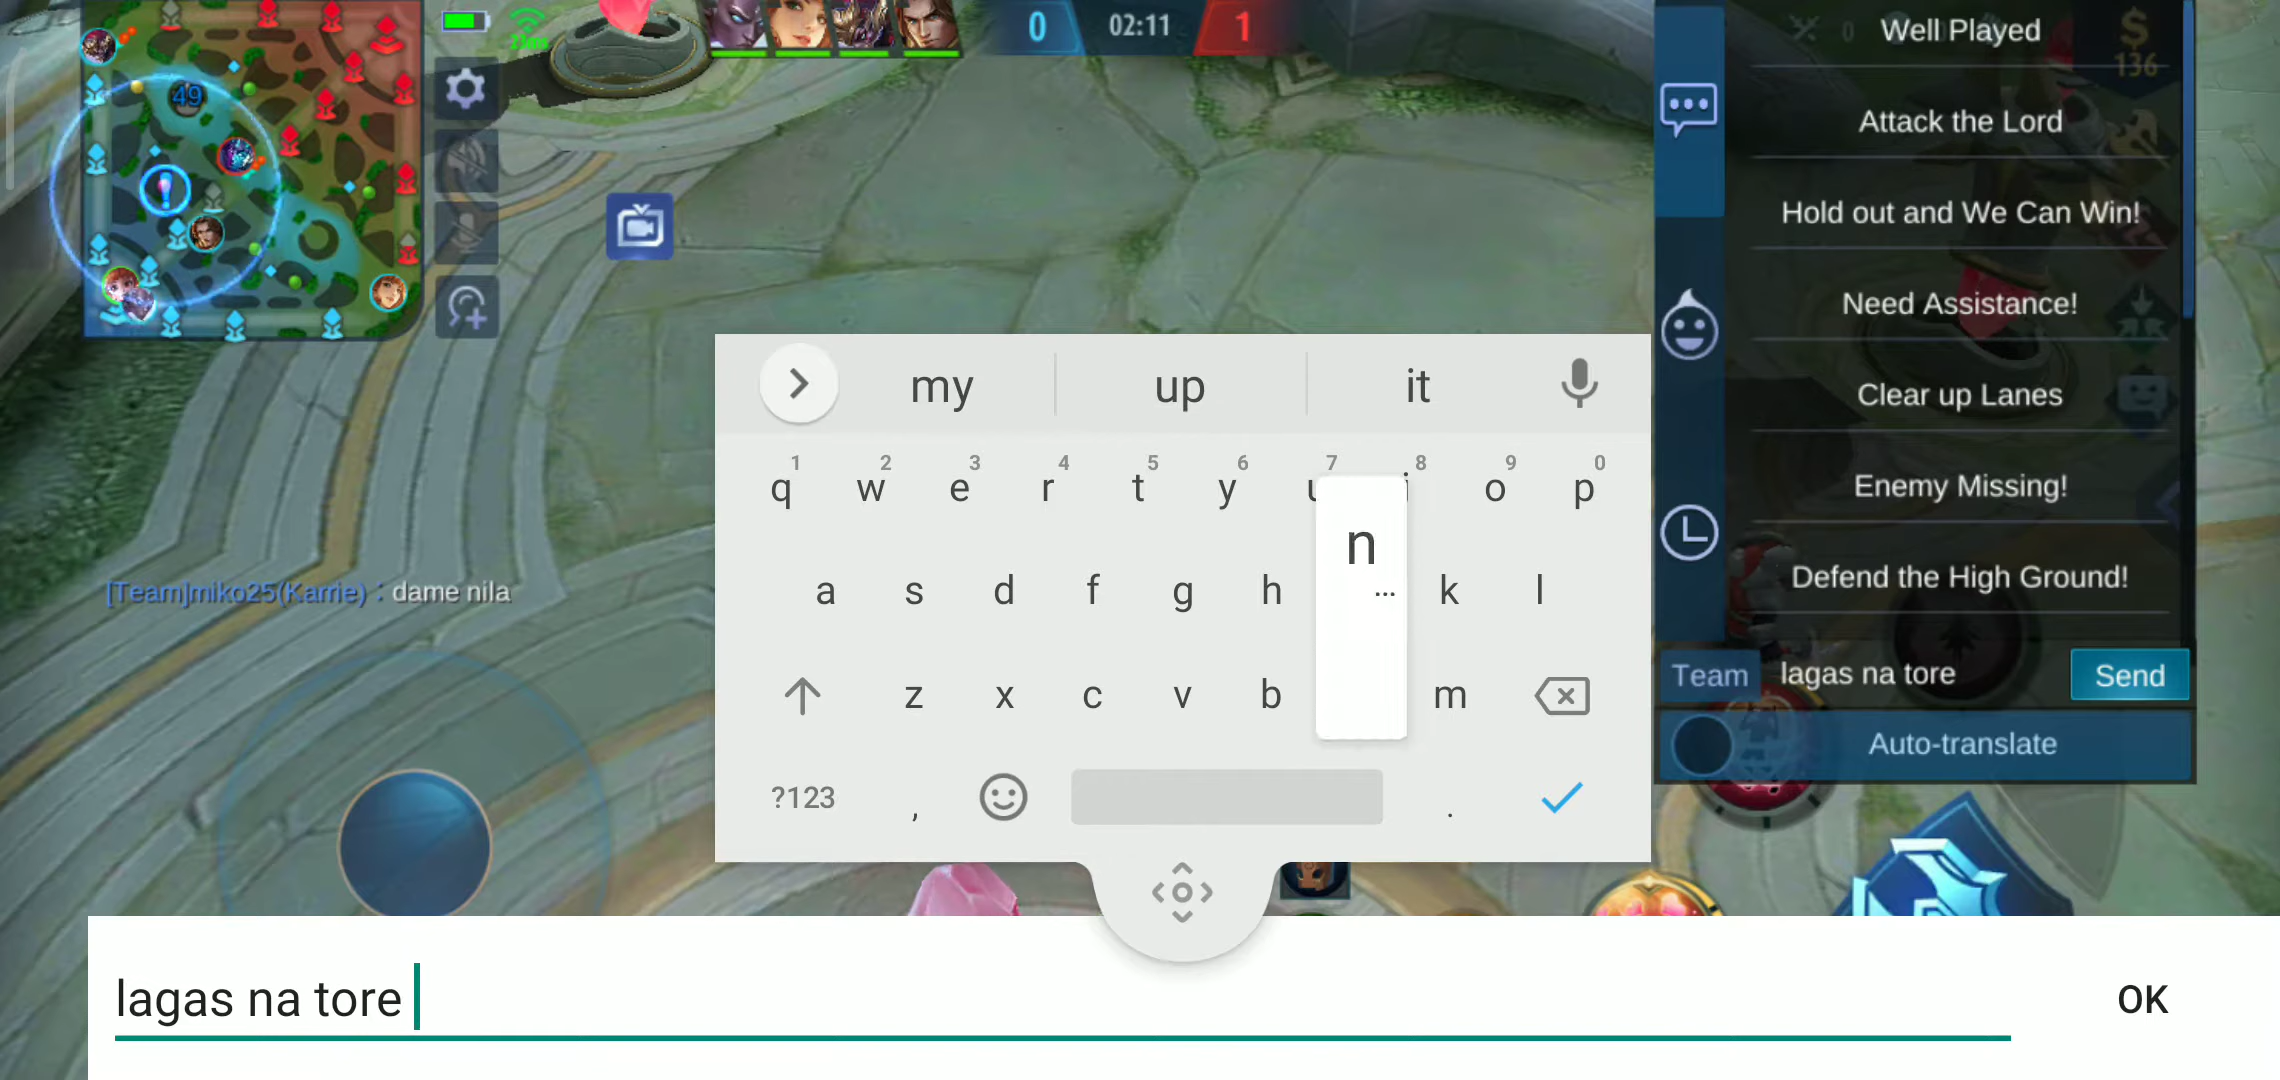 49
33ms
0 02:11 1
0
136
Well Played
Attack the Lord
Hold out and We Can Win!
Need Assistance!
Clear up Lanes
Enemy Missing!
Defend the High Ground!
[Team]miko25(Karrie) : dame nila
my up it
1 2 3 4 5 6 7 8 9 0
q w e r t y u i o p
n
a s d f g h ... k l
z x c v b m
?123 , .
Team lagas na tore Send
Auto-translate
lagas na tore OK